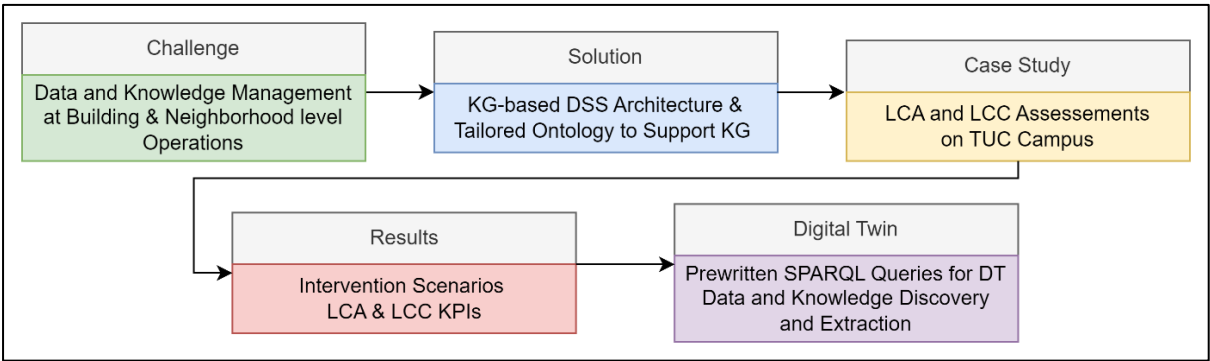 Challenge
Data and Knowledge Management
at Building & Neighborhood level
Operations
Solution
KG-based DSS Architecture &
Tailored Ontology to Support KG
Case Study
LCA and LCC Assessements
on TUC Campus
Results
Intervention Scenarios
LCA & LCC KPIs
Digital Twin
Prewritten SPARQL Queries for DT
Data and Knowledge Discovery
and Extraction